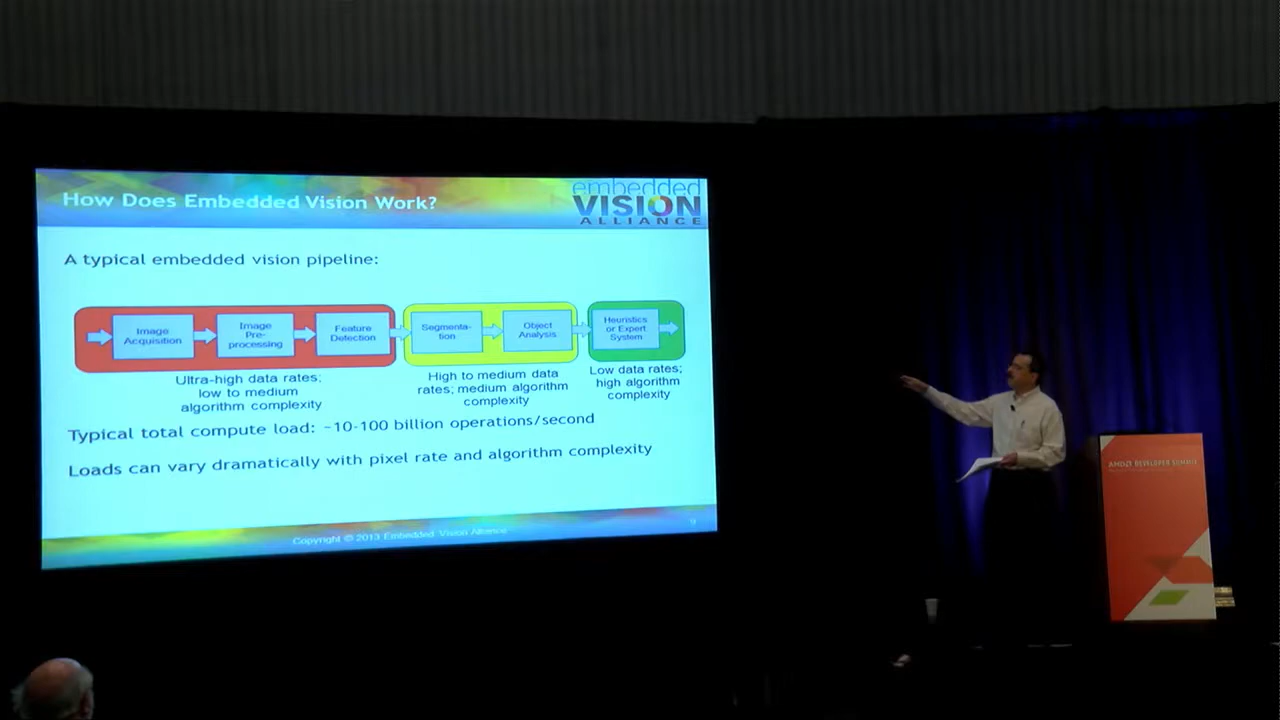 How Does Embedded Vision Work?
embedded
VISION
ALLIANCE
A typical embedded vision pipeline:
Image
Acquisition
Image
Pre-
processing
Feature
Detection
Segmenta-
tion
Object
Analysis
Heuristics
or Expert
System
Ultra-high data rates;
low to medium
algorithm complexity
High to medium data
rates; medium algorithm
complexity
Low data rates;
high algorithm
complexity
Typical total compute load: ~10-100 billion operations/second
Loads can vary dramatically with pixel rate and algorithm complexity
Copyright © 2013 Embedded Vision Alliance
9
DEVELOPER SUMMIT